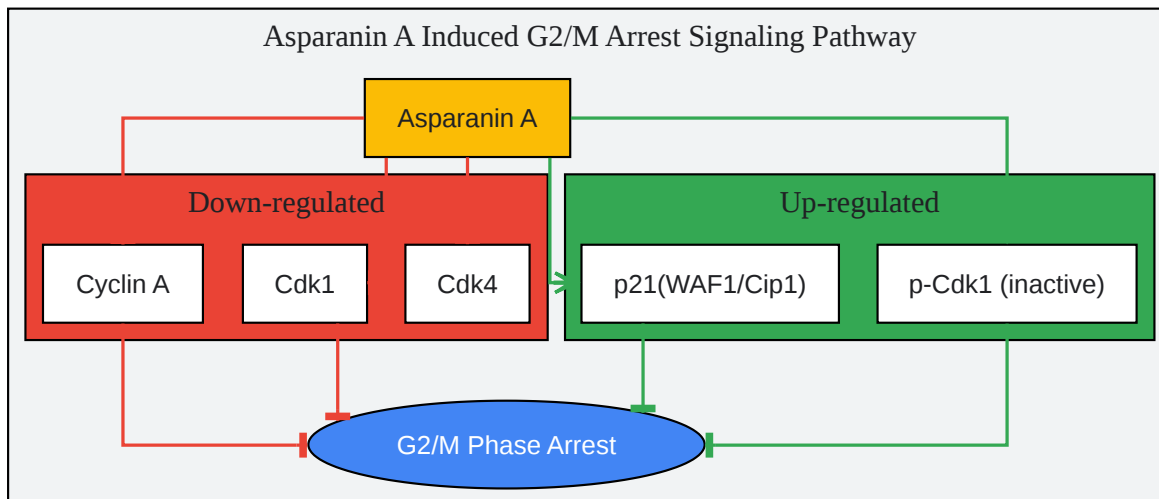 Asparanin A Induced G2/M Arrest Signaling Pathway
Asparanin A
Down-regulated
Up-regulated
Cyclin A
Cdk1
Cdk4
p21(WAF1/Cip1)
p-Cdk1 (inactive)
G2/M Phase Arrest